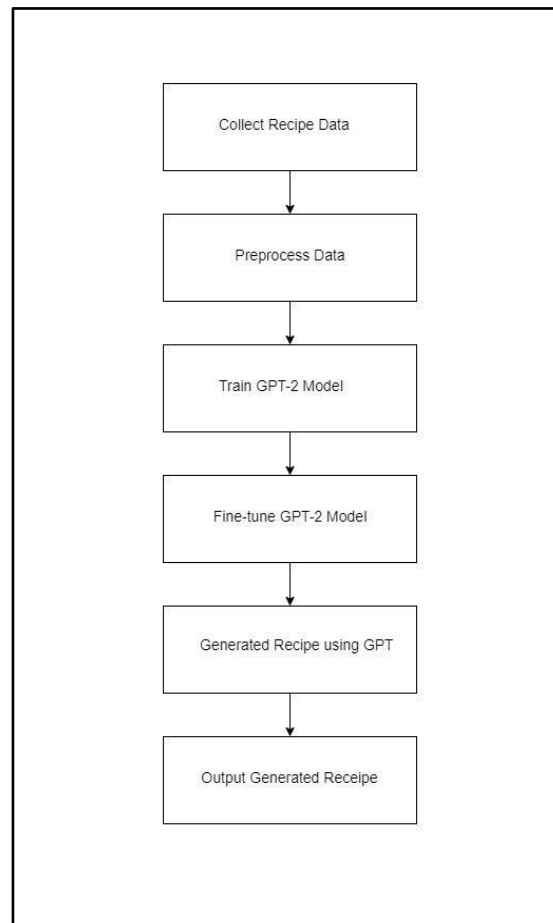 Collect Recipe Data
Preprocess Data
Train GPT-2 Model
Fine-tune GPT-2 Model
Generated Recipe using GPT
Output Generated Receipe